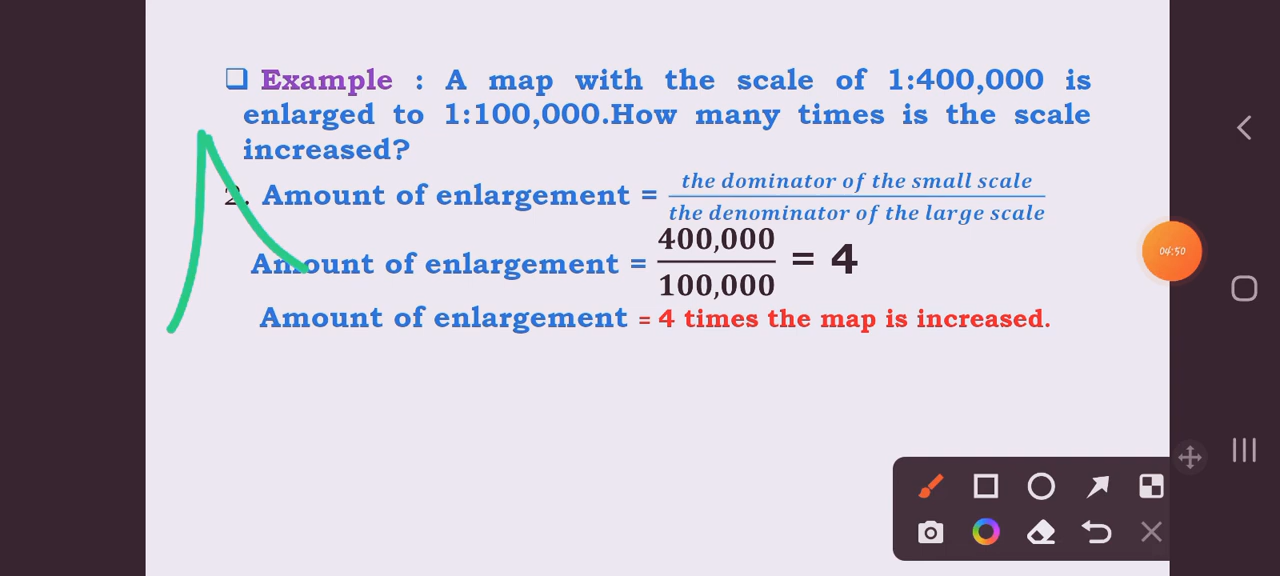 ❑ Example : A map with the scale of 1:400,000 is
enlarged to 1:100,000.How many times is the scale
increased?
2. Amount of enlargement = the dominator of the small scale
the denominator of the large scale
Amount of enlargement = 400,000
100,000 = 4
Amount of enlargement = 4 times the map is increased.
04:50